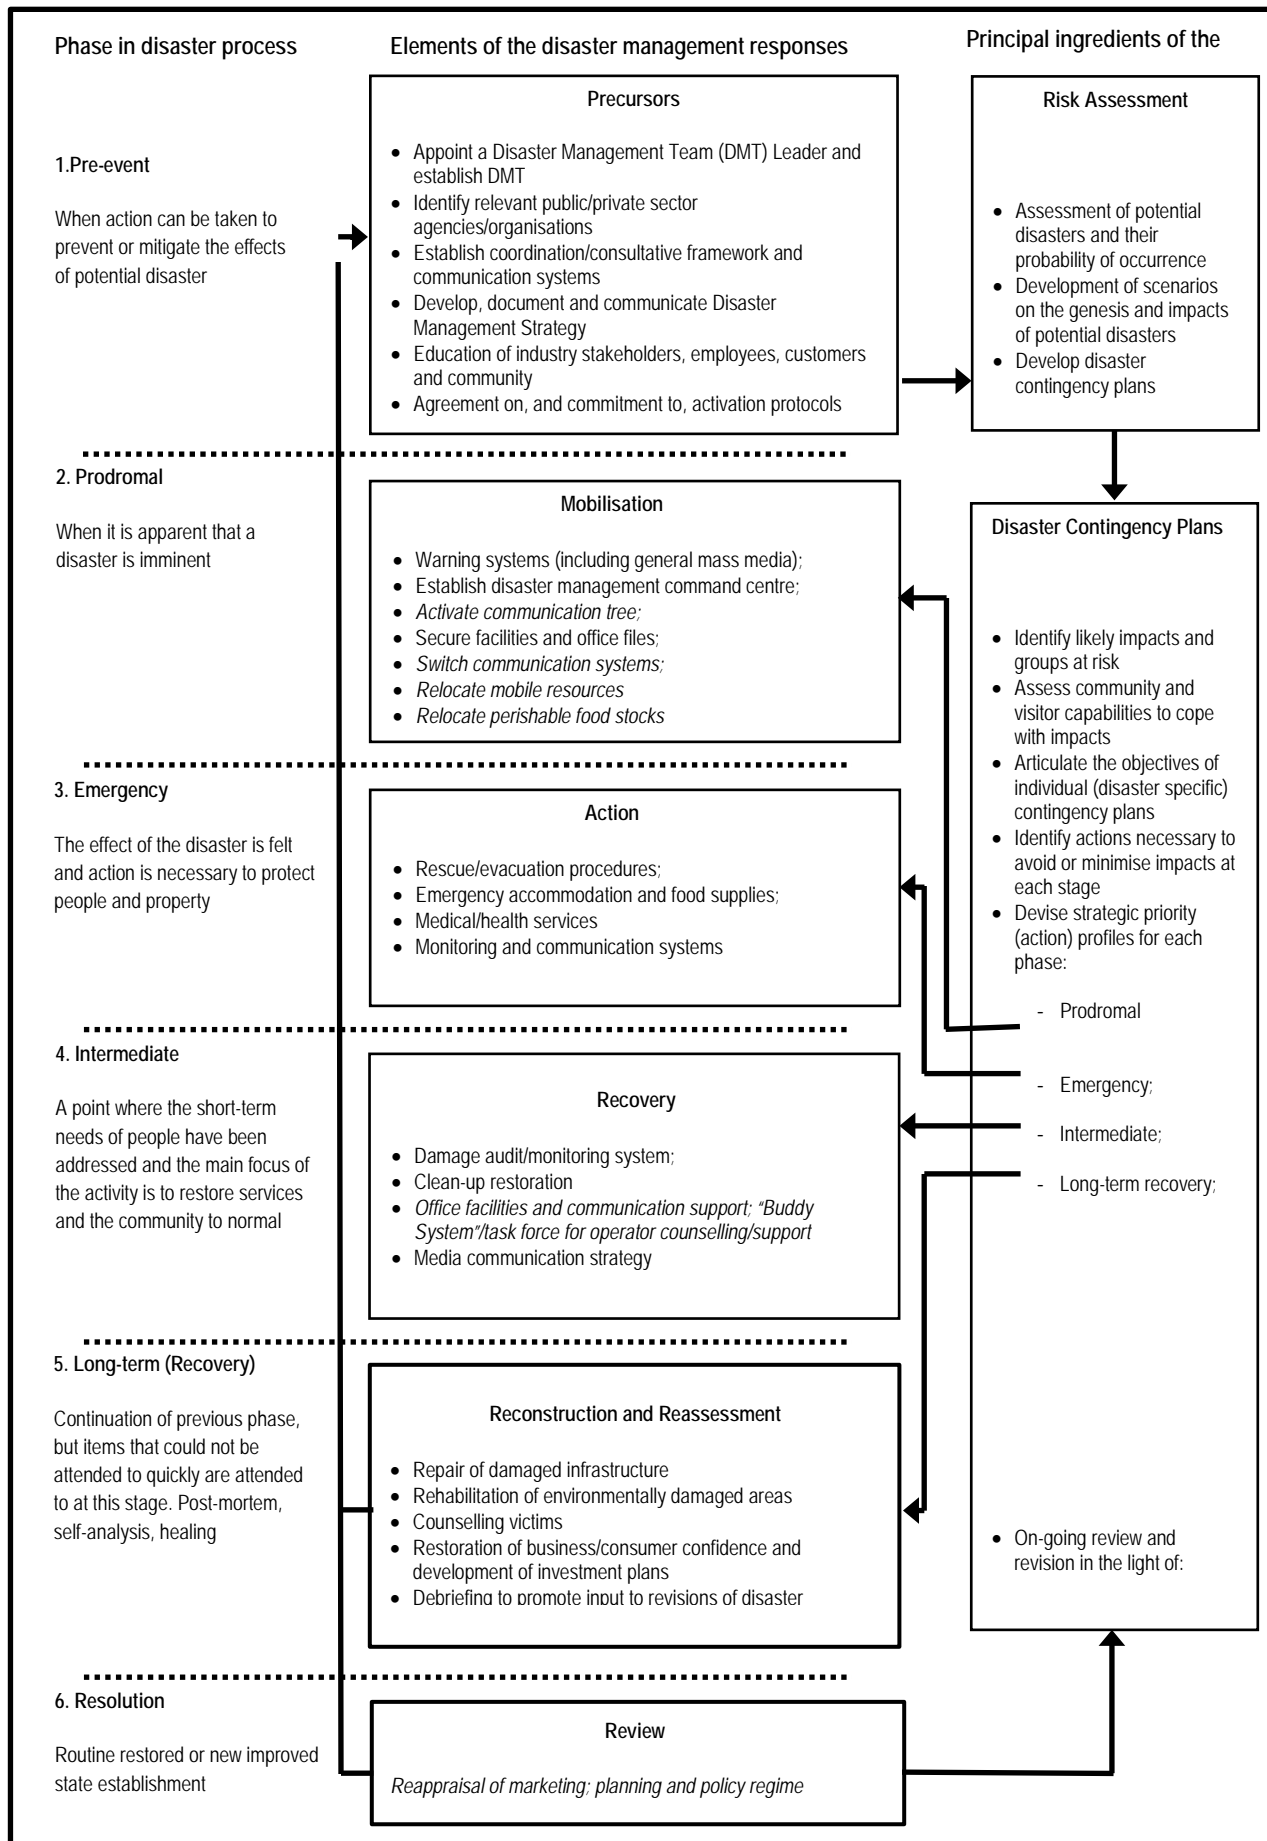 Phase in disaster process
Elements of the disaster management responses
Principal ingredients of the
1.Pre-event
When action can be taken to
prevent or mitigate the effects
of potential disaster
Precursors
• Appoint a Disaster Management Team (DMT) Leader and
establish DMT
• Identify relevant public/private sector
agencies/organisations
• Establish coordination/consultative framework and
communication systems
• Develop, document and communicate Disaster
Management Strategy
• Education of industry stakeholders, employees, customers
and community
• Agreement on, and commitment to, activation protocols
Risk Assessment
• Assessment of potential
disasters and their
probability of occurrence
• Development of scenarios
on the genesis and impacts
of potential disasters
• Develop disaster
contingency plans
2. Prodromal
When it is apparent that a
disaster is imminent
Mobilisation
• Warning systems (including general mass media);
• Establish disaster management command centre;
• Activate communication tree;
• Secure facilities and office files;
• Switch communication systems;
• Relocate mobile resources
• Relocate perishable food stocks
Disaster Contingency Plans
• Identify likely impacts and
groups at risk
• Assess community and
visitor capabilities to cope
with impacts
• Articulate the objectives of
individual (disaster specific)
contingency plans
• Identify actions necessary to
avoid or minimise impacts at
each stage
• Devise strategic priority
(action) profiles for each
phase:
- Prodromal
- Emergency;
- Intermediate;
- Long-term recovery;
• On-going review and
revision in the light of:
3. Emergency
The effect of the disaster is felt
and action is necessary to protect
people and property
Action
• Rescue/evacuation procedures;
• Emergency accommodation and food supplies;
• Medical/health services
• Monitoring and communication systems
4. Intermediate
A point where the short-term
needs of people have been
addressed and the main focus of
the activity is to restore services
and the community to normal
Recovery
• Damage audit/monitoring system;
• Clean-up restoration
• Office facilities and communication support; “Buddy
System”/task force for operator counselling/support
• Media communication strategy
5. Long-term (Recovery)
Continuation of previous phase,
but items that could not be
attended to quickly are attended
to at this stage. Post-mortem,
self-analysis, healing
Reconstruction and Reassessment
• Repair of damaged infrastructure
• Rehabilitation of environmentally damaged areas
• Counselling victims
• Restoration of business/consumer confidence and
development of investment plans
• Debriefing to promote input to revisions of disaster
6. Resolution
Routine restored or new improved
state establishment
Review
Reappraisal of marketing; planning and policy regime